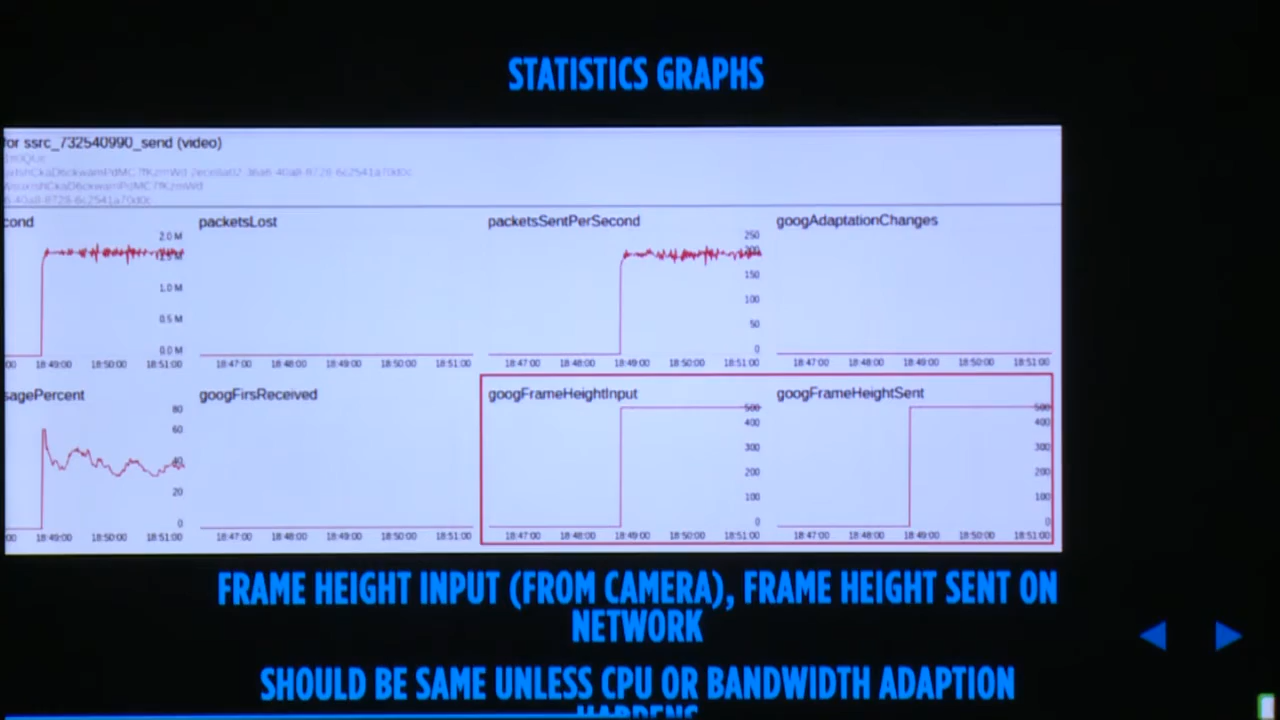 STATISTICS GRAPHS
for ssrc_732540990_send (video)
cond
packetsLost
packetsSentPerSecond
googAdaptationChanges
2.0 M
1.5 M
1.0 M
0.5 M
0.0 M
250
200
150
100
50
0
00 18:49:00 18:50:00 18:51:00
18:47:00 18:48:00 18:49:00 18:50:00 18:51:00
18:47:00 18:48:00 18:49:00 18:50:00 18:51:00
18:47:00 18:48:00 18:49:00 18:50:00 18:51:00
sagePercent
googFirsReceived
googFrameHeightInput
googFrameHeightSent
80
60
40
20
0
500
400
300
200
100
0
500
400
300
200
100
0
00 18:49:00 18:50:00 18:51:00
18:47:00 18:48:00 18:49:00 18:50:00 18:51:00
18:47:00 18:48:00 18:49:00 18:50:00 18:51:00
18:47:00 18:48:00 18:49:00 18:50:00 18:51:00
FRAME HEIGHT INPUT (FROM CAMERA), FRAME HEIGHT SENT ON
NETWORK
SHOULD BE SAME UNLESS CPU OR BANDWIDTH ADAPTION
HAPPENS